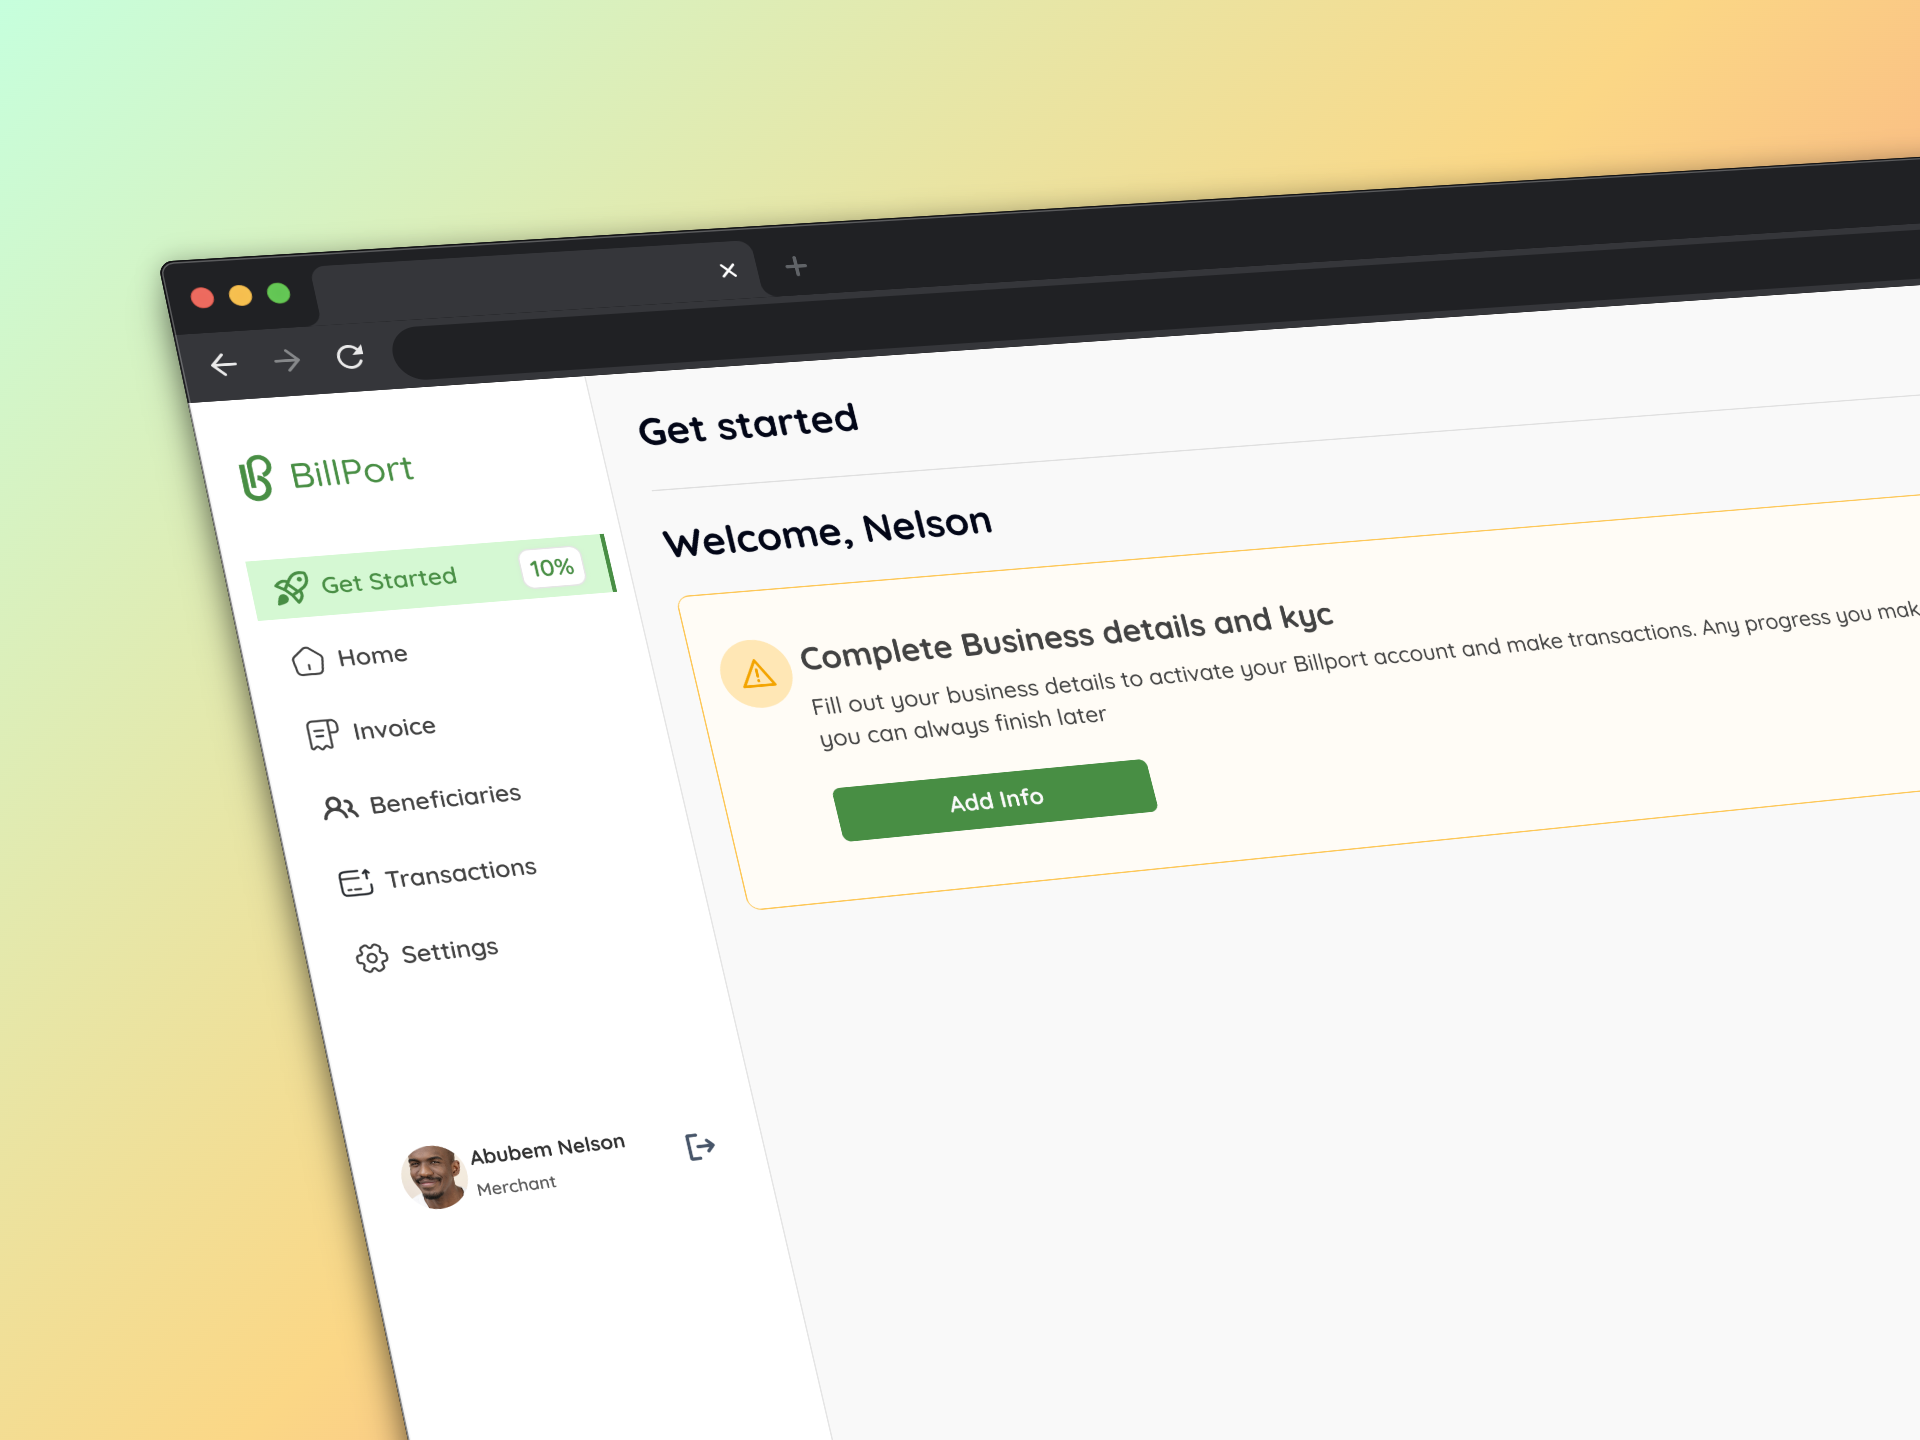 BillPort
Get Started 10%
Home
Invoice
Beneficiaries
Transactions
Settings
Abubem Nelson
Merchant
Get started
Welcome, Nelson
Complete Business details and kyc
Fill out your business details to activate your Billport account and make transactions. Any progress you
you can always finish later
Add Info